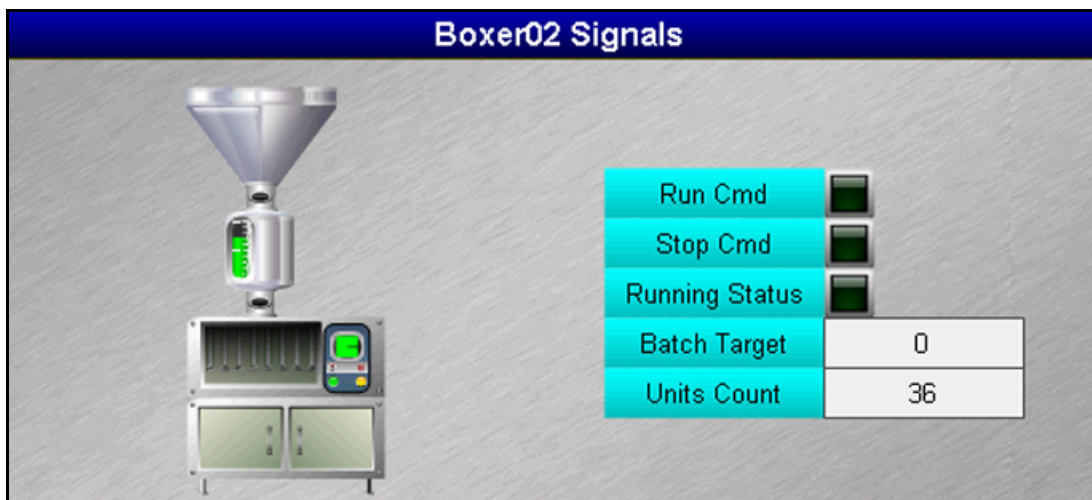 Boxer02 Signals
Run Cmd
Stop Cmd
Running Status
Batch Target 0
Units Count 36